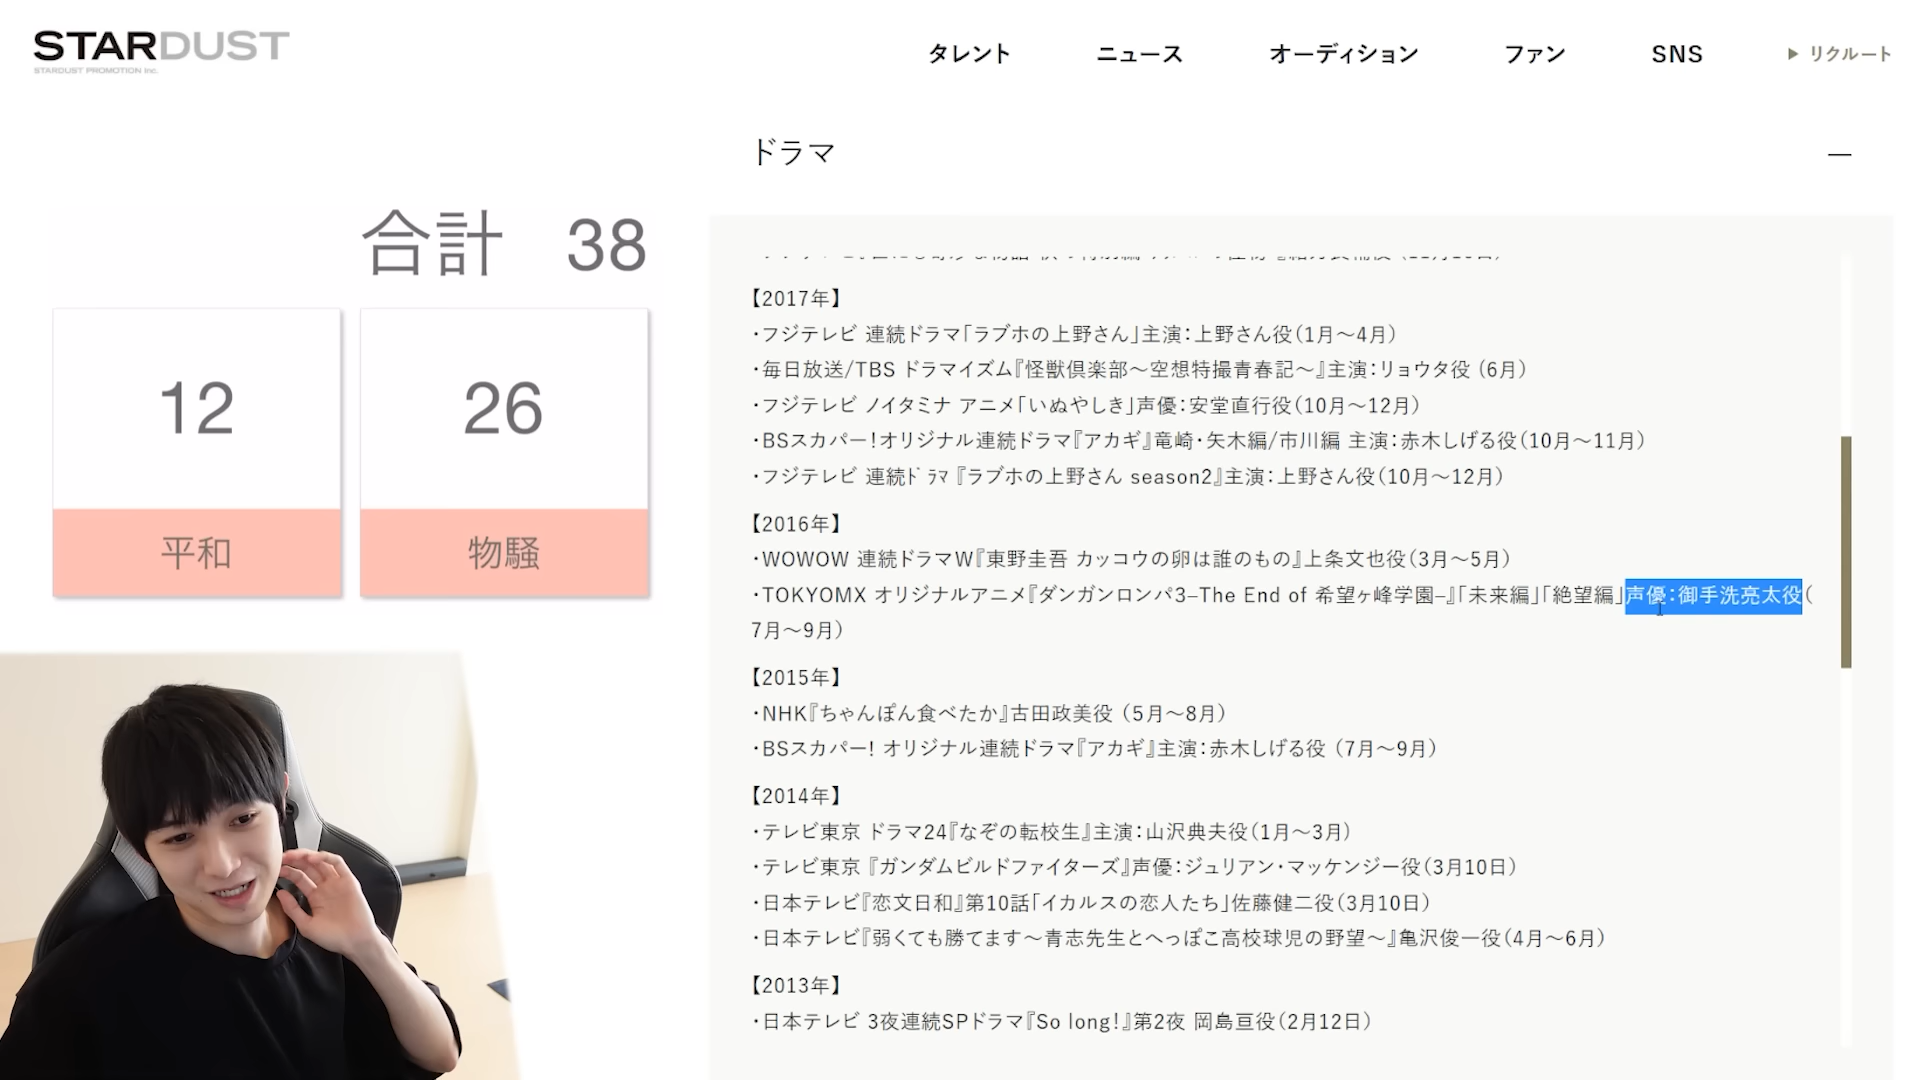 STARDUST
STARDUST PROMOTION Inc.
タレント
ニュース
オーディション
ファン
SNS
リクルート
ドラマ
合計 38
12
26
平和
物騒
【2017年】
・フジテレビ 連続ドラマ「ラブホの上野さん」主演：上野さん役（1月～4月）
・毎日放送/TBS ドラマイズム『怪獣倶楽部～空想特撮青春記～』主演：リョウタ役 （6月）
・フジテレビ ノイタミナ アニメ「いぬやしき」声優：安堂直行役（10月～12月）
・BSスカパー！オリジナル連続ドラマ『アカギ』竜崎・矢木編/市川編 主演：赤木しげる役（10月～11月）
・フジテレビ 連続ﾄﾞﾗﾏ『ラブホの上野さん season2』主演：上野さん役（10月～12月）
【2016年】
・WOWOW 連続ドラマW『東野圭吾 カッコウの卵は誰のもの』上条文也役（3月～5月）
・TOKYOMX オリジナルアニメ『ダンガンロンパ3–The End of 希望ヶ峰学園–』「未来編」「絶望編」声優：御手洗亮太役（
7月～9月）
【2015年】
・NHK『ちゃんぽん食べたか』古田政美役 （5月～8月）
・BSスカパー! オリジナル連続ドラマ『アカギ』主演：赤木しげる役 （7月～9月）
【2014年】
・テレビ東京 ドラマ24『なぞの転校生』主演：山沢典夫役（1月～3月）
・テレビ東京 『ガンダムビルドファイターズ』声優：ジュリアン・マッケンジー役（3月10日）
・日本テレビ『恋文日和』第10話「イカルスの恋人たち」佐藤健二役（3月10日）
・日本テレビ『弱くても勝てます～青志先生とへっぽこ高校球児の野望～』亀沢俊一役（4月～6月）
【2013年】
・日本テレビ 3夜連続SPドラマ『So long！』第2夜 岡島亘役（2月12日）